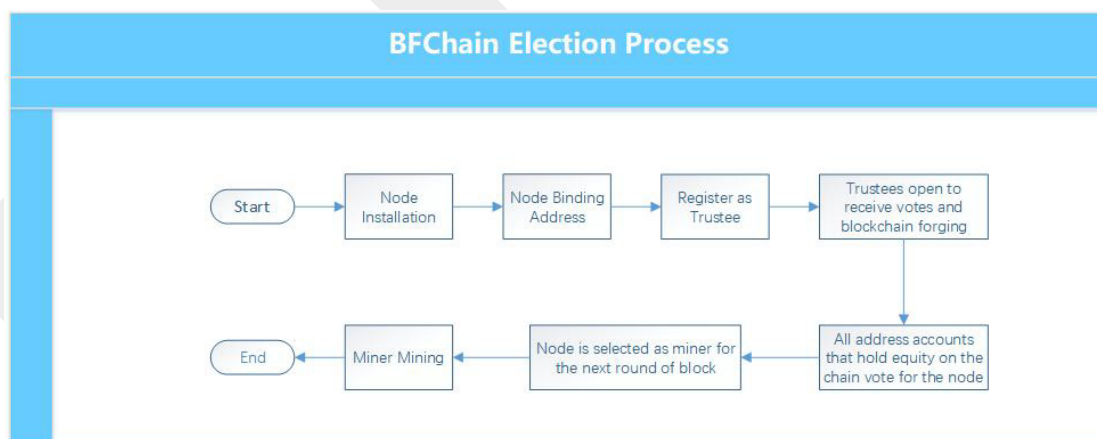 BFChain Election Process
Start
Node
Installation
Node Binding
Address
Register as
Trustee
Trustees open to
receive votes and
blockchain forging
All address accounts
that hold equity on the
chain vote for the node
Node is selected as miner for
the next round of block
Miner Mining
End